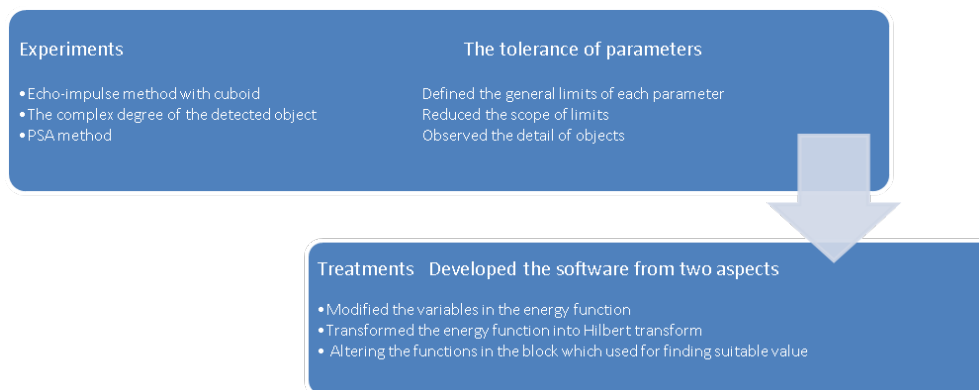 Experiments The tolerance of parameters
•Echo-impulse method with cuboid Defined the general limits of each parameter
•The complex degree of the detected object Reduced the scope of limits
•PSA method Observed the detail of objects
Treatments Developed the software from two aspects
•Modified the variables in the energy function
•Transformed the energy function into Hilbert transform
• Altering the functions in the block which used for finding suitable value